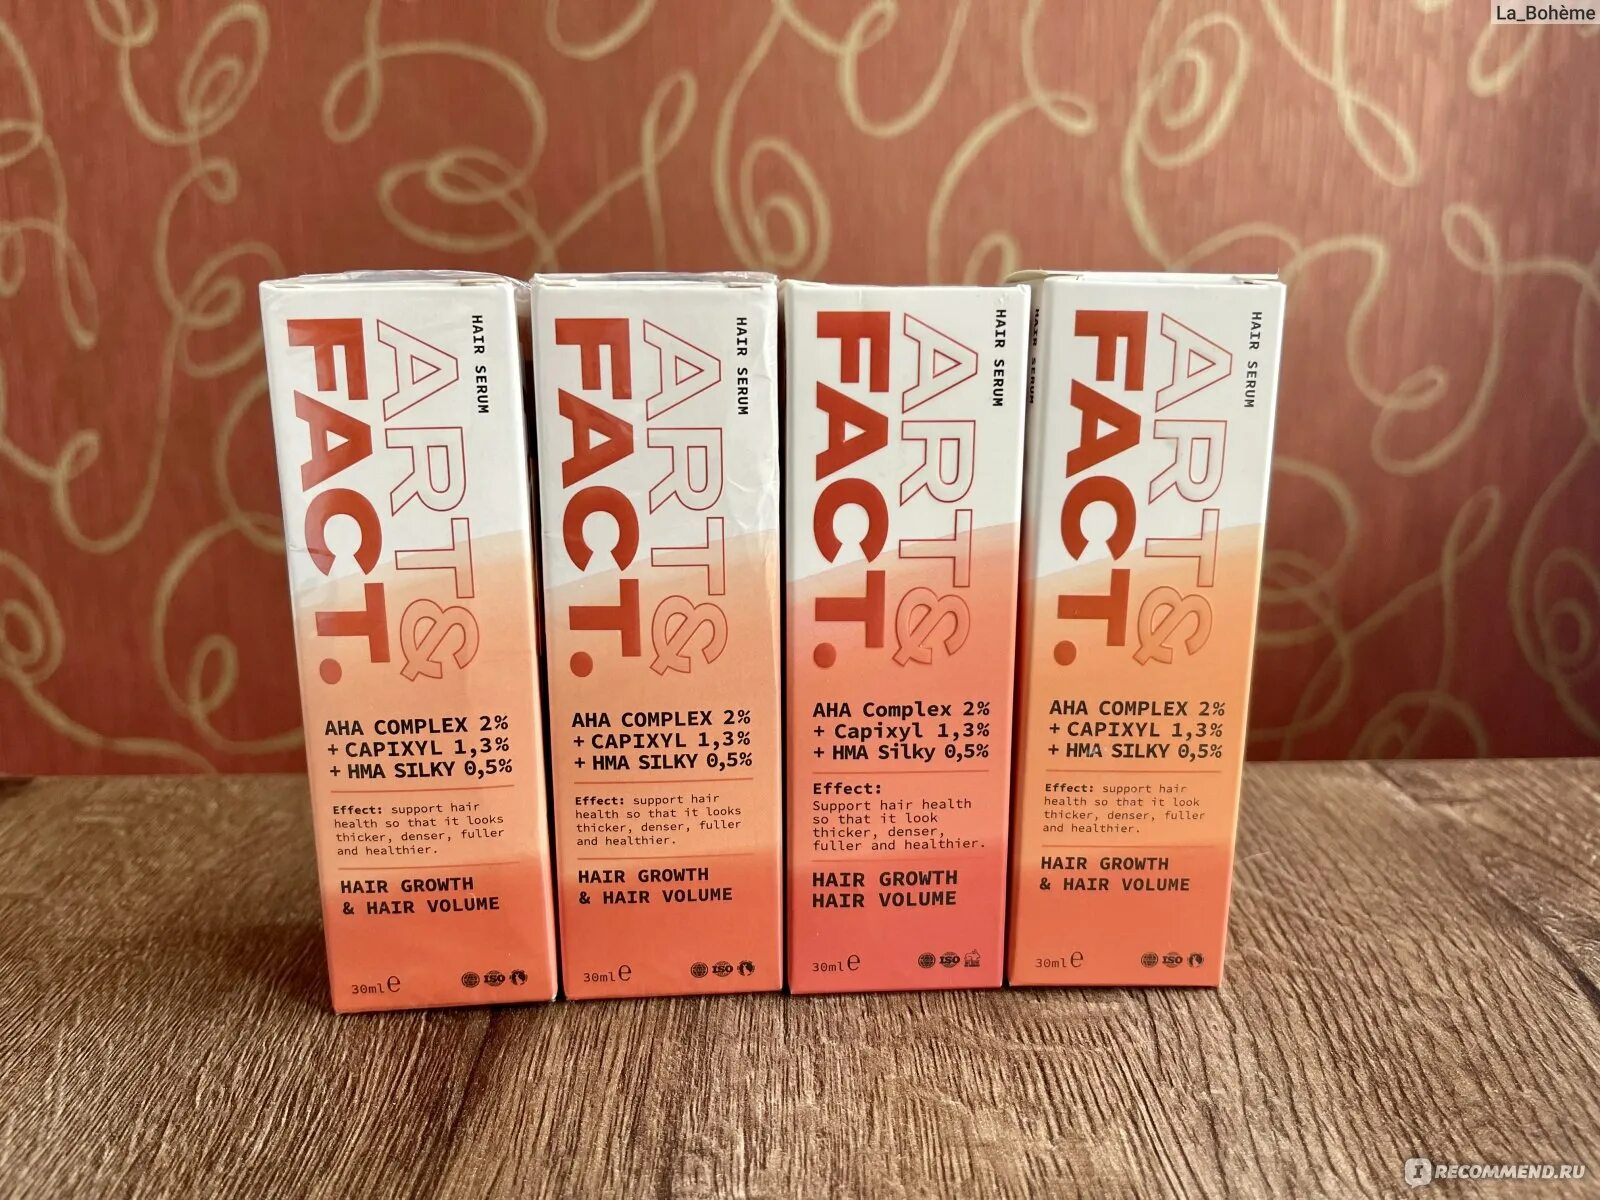 La_Bohème
HAIR SERUM
ART&
FACT.
AHA COMPLEX 2%
+ CAPIXYL 1,3%
+ HMA SILKY 0,5%
Effect: support hair
health so that it looks
thicker, denser, fuller
and healthier.
HAIR GROWTH
& HAIR VOLUME
30ml e
ISO
HAIR SERUM
ART&
FACT.
AHA COMPLEX 2%
+ CAPIXYL 1,3%
+ HMA SILKY 0,5%
Effect: support hair
health so that it looks
thicker, denser, fuller
and healthier.
HAIR GROWTH
& HAIR VOLUME
30ml e
ISO
HAIR SERUM
ART&
FACT.
AHA Complex 2%
+ Capixyl 1,3%
+ HMA Silky 0,5%
Effect:
Support hair health
so that it look
thicker, denser,
fuller and healthier.
HAIR GROWTH
HAIR VOLUME
30ml e
ISO
HAIR SERUM
HAIR SERUM
ART&
FACT.
AHA COMPLEX 2%
+ CAPIXYL 1,3%
+ HMA SILKY 0,5%
Effect: support hair
health so that it look
thicker, denser, fuller
and healthier.
HAIR GROWTH
& HAIR VOLUME
30ml e
ISO
IRECOMMEND.RU